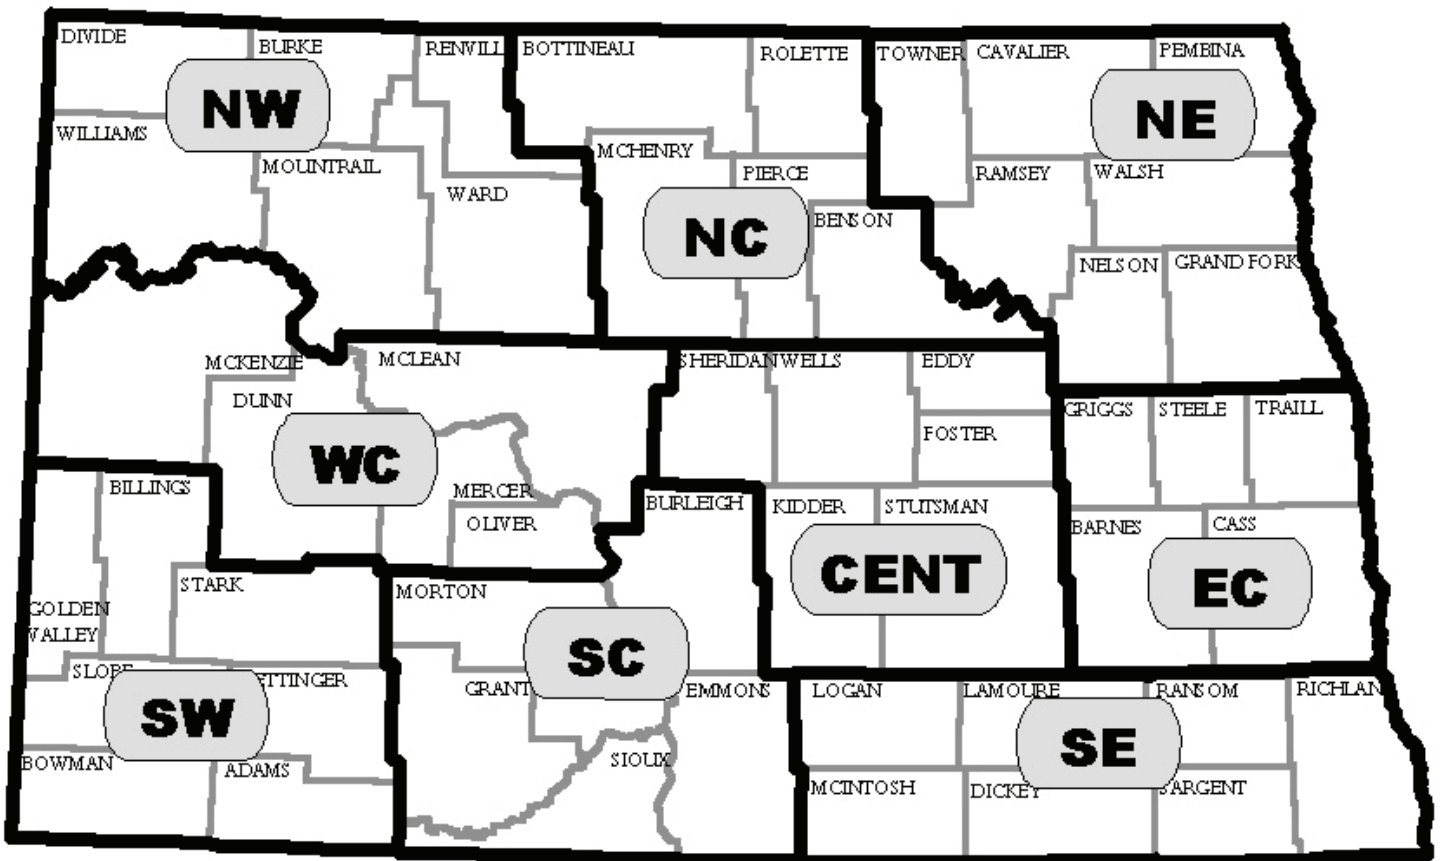 DIVIDE
BURKE
RENVILL
BOTTINEAU
ROLETTE
TOWNER
CAVALIER
PEMBINA
NW
NE
WILLIAMS
MOUNTRAIL
WARD
MCHENRY
PIERCE
RAMSEY
WALSH
NC
BENSON
NELSON
GRAND FORK
MCKENZIE
MCLEAN
SHERIDAN
WELLS
EDDY
DUNN
GRIGGS
STEELE
TRAILL
FOSTER
WC
BILLINGS
MERCER
OLIVER
BURLEIGH
KIDDER
STUTSMAN
BARNES
CASS
CENT
EC
STARK
MORTON
GOLDEN
VALLEY
SC
SLOPE
ETTINGER
GRANT
EMMONS
LOGAN
LAMOURE
RANSOM
RICHLAN
SW
SE
BOWMAN
ADAMS
SIOUX
MCINTOSH
DICKEY
SARGENT